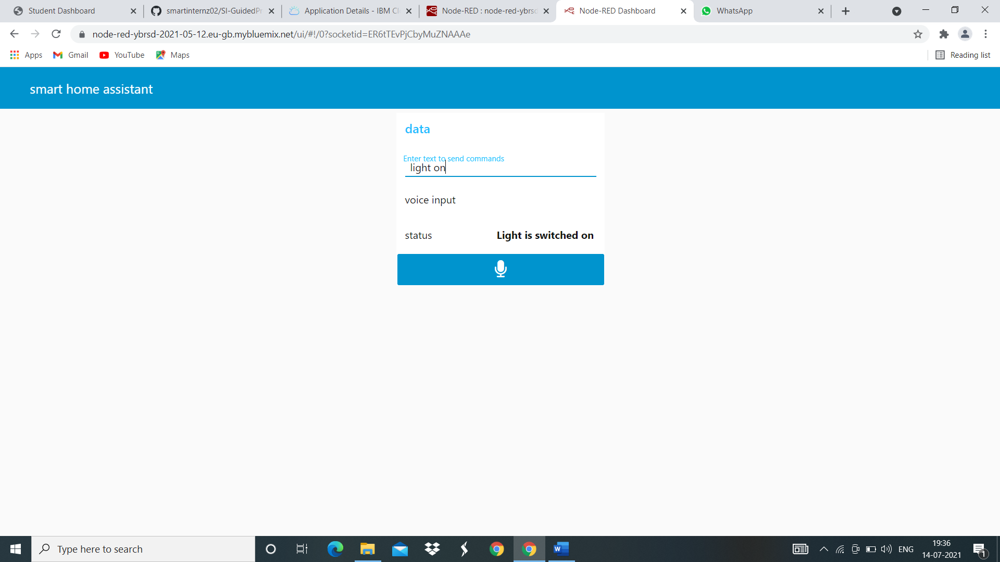 Student Dashboard
smartinternz02/SI-GuidedPr
Application Details - IBM Cl
Node-RED : node-red-ybrsd
Node-RED Dashboard
WhatsApp
node-red-ybrsd-2021-05-12.eu-gb.mybluemix.net/ui/#!/0?socketid=ER6tTEvPjCbyMuZNAAAe
Apps
Gmail
YouTube
Maps
Reading list
smart home assistant
data
Enter text to send commands
light on
voice input
status Light is switched on
Type here to search
W
ENG
19:36
14-07-2021
1